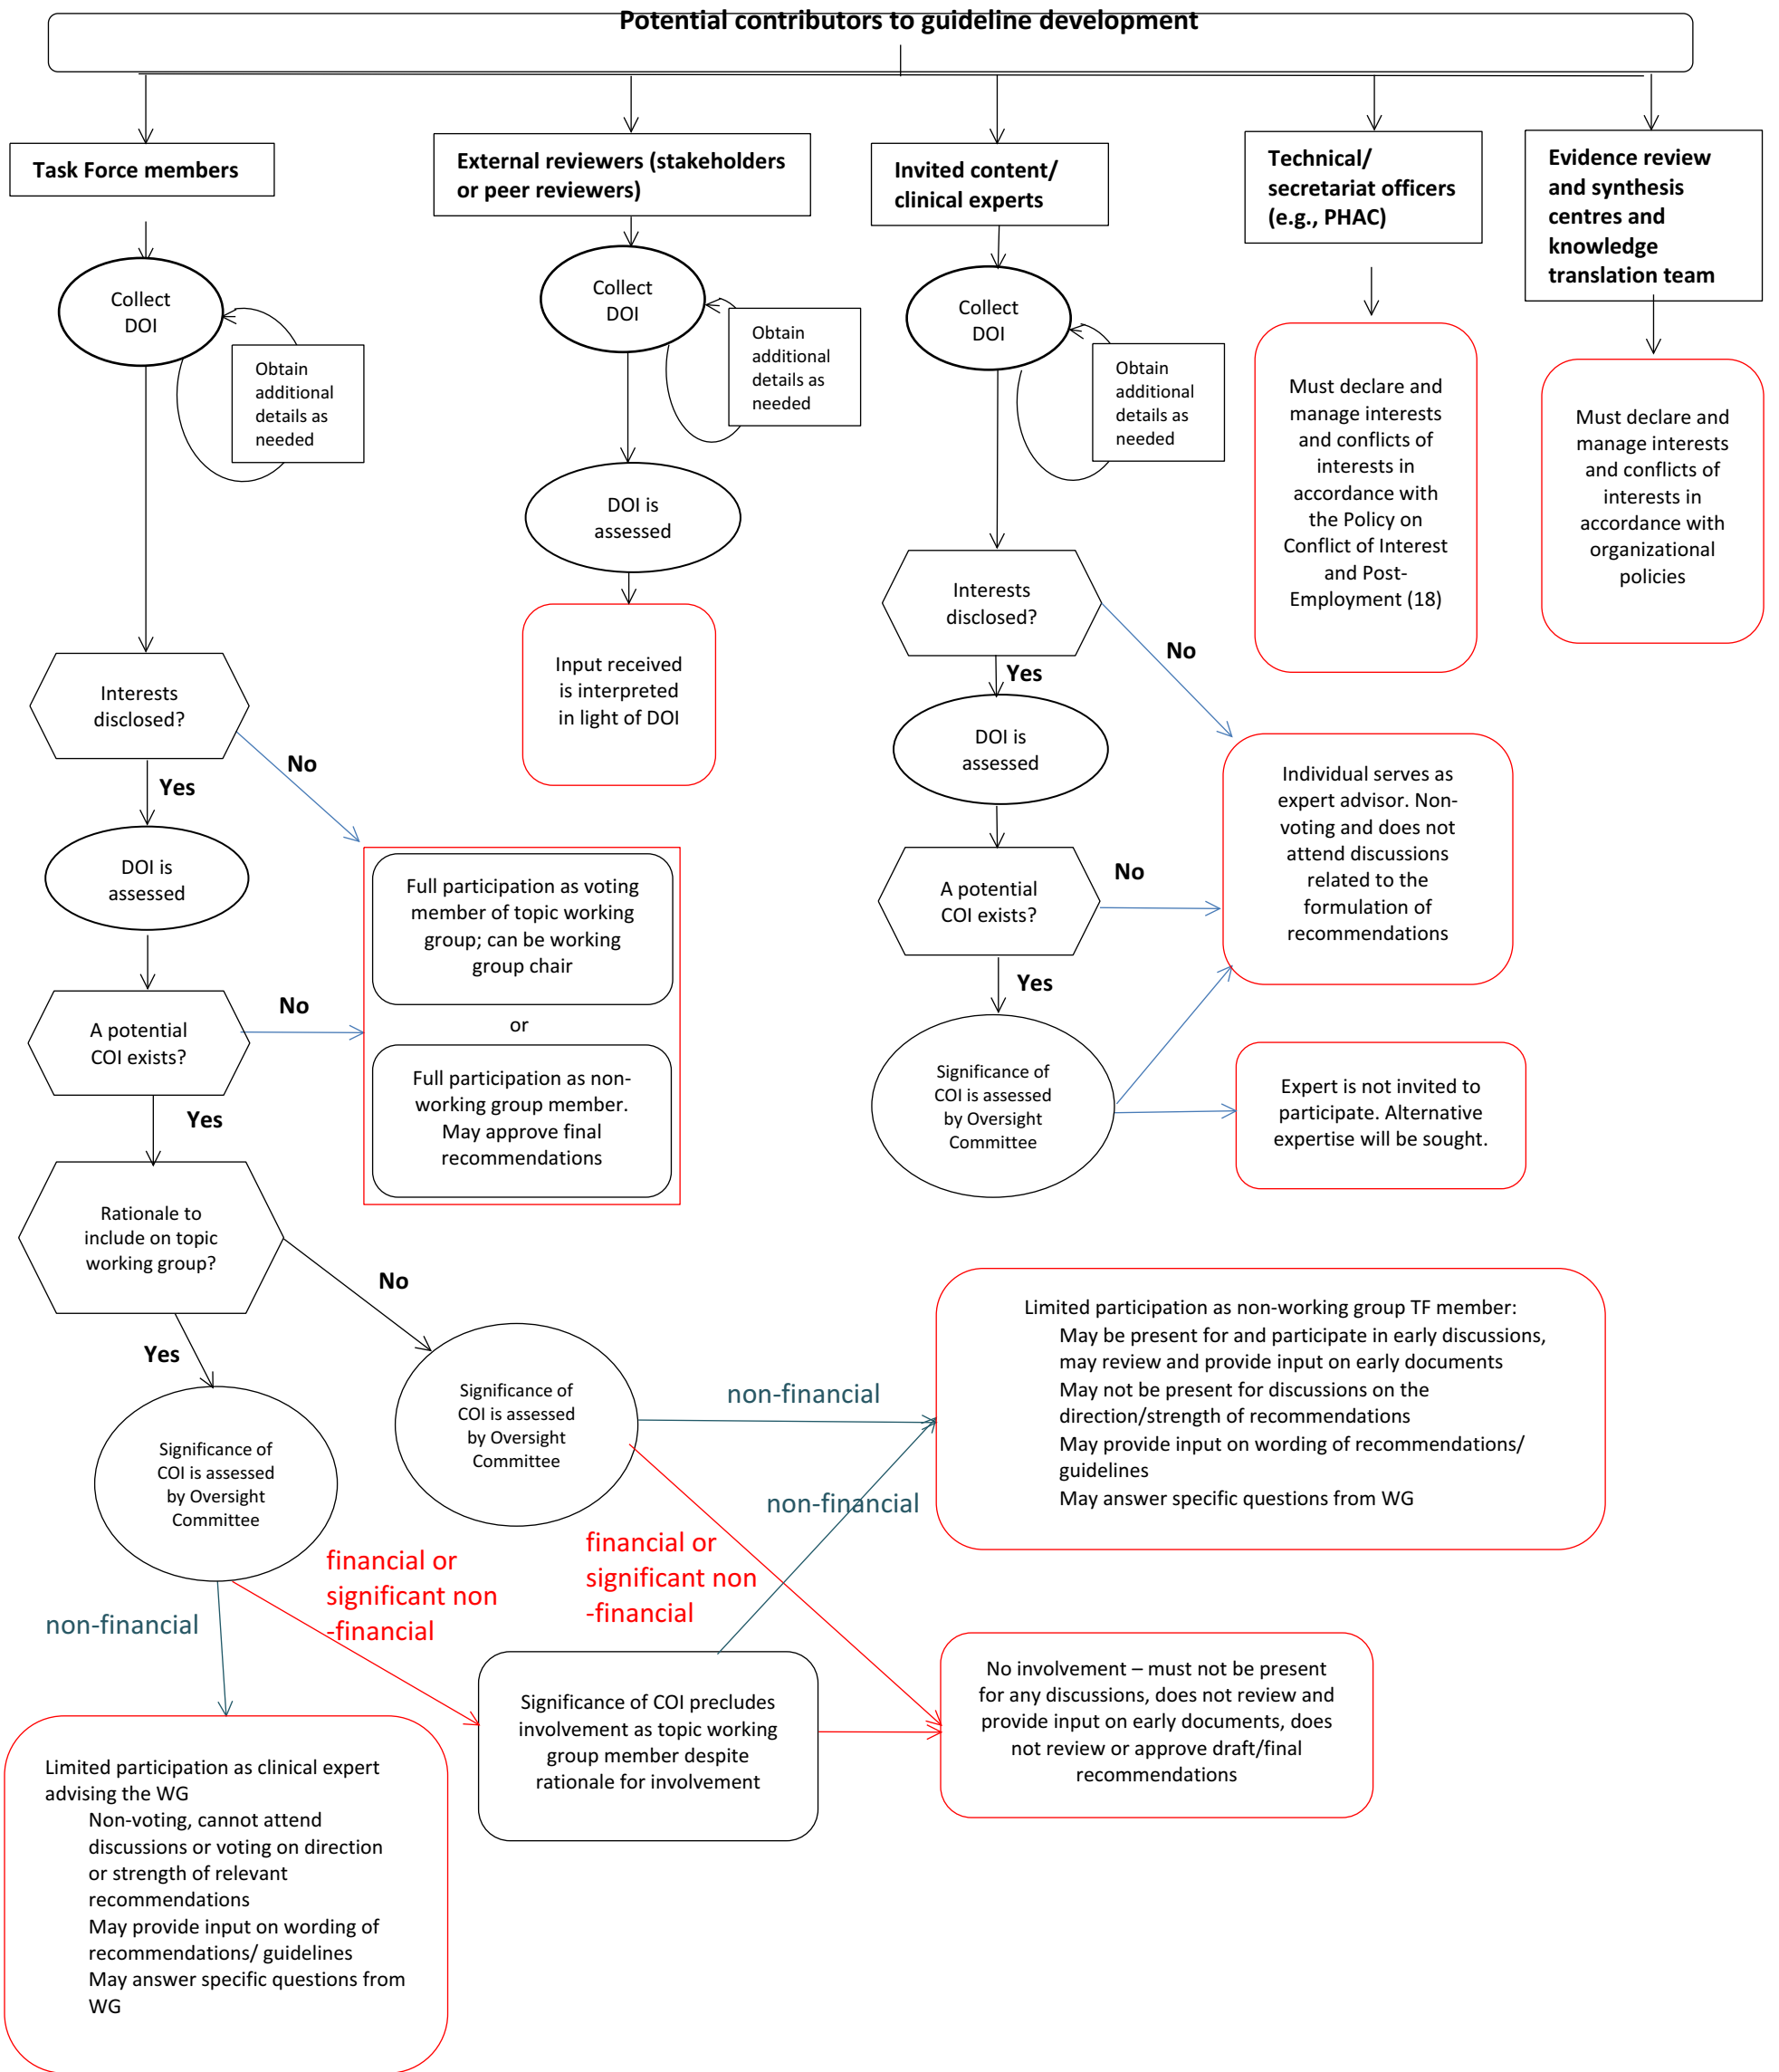 Potential contributors to guideline development
Task Force members
External reviewers (stakeholders
or peer reviewers)
Invited content/
clinical experts
Technical/
secretariat officers
(e.g., PHAC)
Evidence review
and synthesis
centres and
knowledge
translation team
Collect
DOI
Obtain
additional
details as
needed
Collect
DOI
Obtain
additional
details as
needed
Collect
DOI
Obtain
additional
details as
needed
Must declare and
manage interests
and conflicts of
interests in
accordance with
the Policy on
Conflict of Interest
and Post-
Employment (18)
Must declare and
manage interests
and conflicts of
interests in
accordance with
organizational
policies
DOI is
assessed
Input received
is interpreted
in light of DOI
Interests
disclosed?
No
Yes
DOI is
assessed
A potential
COI exists?
No
Yes
Individual serves as
expert advisor. Non-
voting and does not
attend discussions
related to the
formulation of
recommendations
Significance of
COI is assessed
by Oversight
Committee
Expert is not invited to
participate. Alternative
expertise will be sought.
Interests
disclosed?
No
Yes
DOI is
assessed
A potential
COI exists?
No
Yes
Full participation as voting
member of topic working
group; can be working
group chair
or
Full participation as non-
working group member.
May approve final
recommendations
Rationale to
include on topic
working group?
No
Yes
Significance of
COI is assessed
by Oversight
Committee
Significance of
COI is assessed
by Oversight
Committee
non-financial
non-financial
financial or
significant non
-financial
financial or
significant non
-financial
non-financial
Limited participation as non-working group TF member:
May be present for and participate in early discussions,
may review and provide input on early documents
May not be present for discussions on the
direction/strength of recommendations
May provide input on wording of recommendations/
guidelines
May answer specific questions from WG
Significance of COI precludes
involvement as topic working
group member despite
rationale for involvement
No involvement – must not be present
for any discussions, does not review and
provide input on early documents, does
not review or approve draft/final
recommendations
Limited participation as clinical expert
advising the WG
Non-voting, cannot attend
discussions or voting on direction
or strength of relevant
recommendations
May provide input on wording of
recommendations/ guidelines
May answer specific questions from
WG